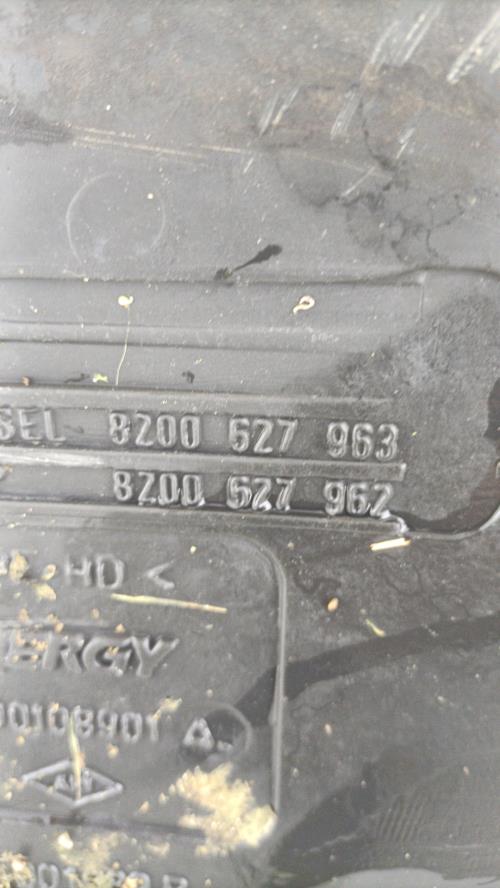 SEL 8200 627 963
8200 627 962
HD <
ERGY
00108901 A